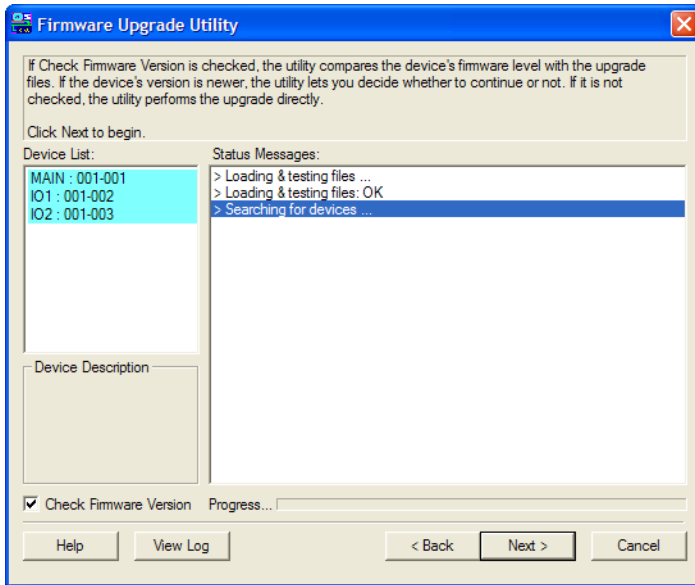 Firmware Upgrade Utility
If Check Firmware Version is checked, the utility compares the device's firmware level with the upgrade
files. If the device's version is newer, the utility lets you decide whether to continue or not. If it is not
checked, the utility performs the upgrade directly.
Click Next to begin.
Device List:
MAIN : 001-001
IO1 : 001-002
IO2 : 001-003
Status Messages:
> Loading & testing files ...
> Loading & testing files: OK
> Searching for devices ...
Device Description
Check Firmware Version
Progress...
Help
View Log
< Back
Next >
Cancel